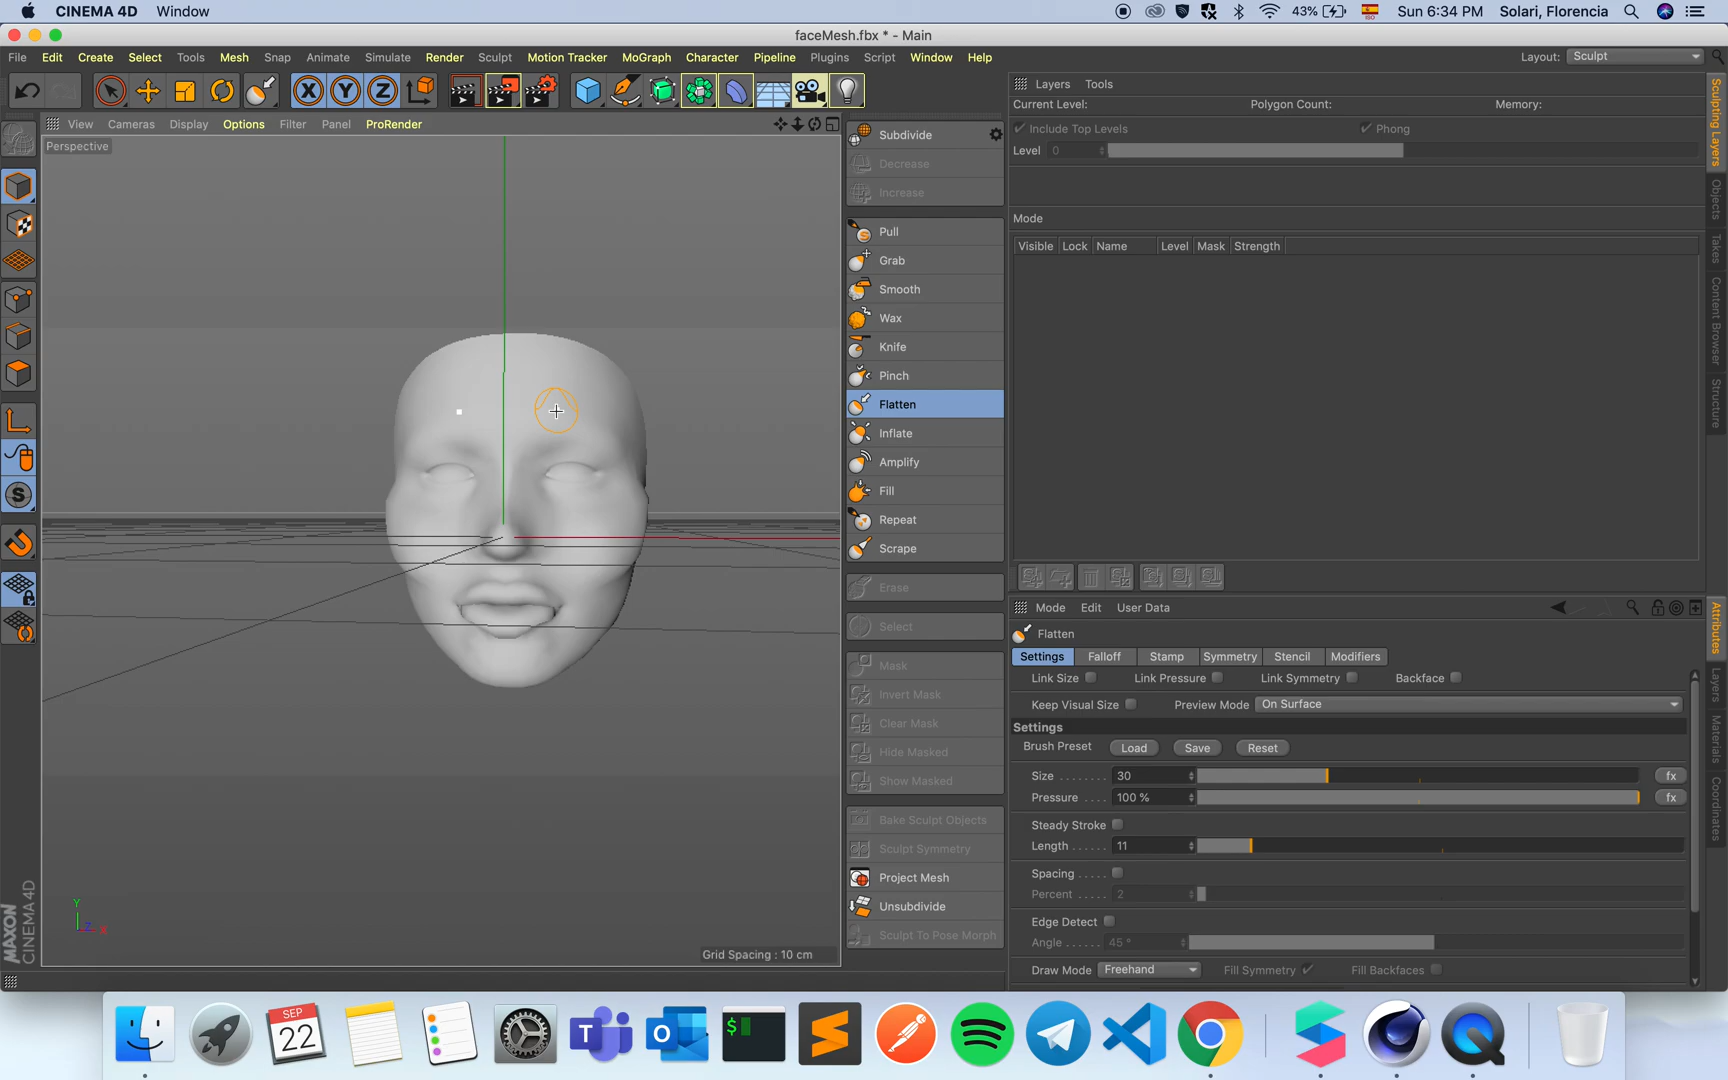 CINEMA 4D Window
43% ISO Sun 6:34 PM Solari, Florencia
faceMesh.fbx * - Main
File Edit Create Select Tools Mesh Snap Animate Simulate Render Sculpt Motion Tracker MoGraph Character Pipeline Plugins Script Window Help
Layout: Sculpt
X Y Z
View Cameras Display Options Filter Panel ProRender
Perspective
Y
Z X
Grid Spacing : 10 cm
MAXON
CINEMA 4D
Subdivide
Decrease
Increase
Pull
Grab
Smooth
Wax
Knife
Pinch
Flatten
Inflate
Amplify
Fill
Repeat
Scrape
Erase
Select
Mask
Invert Mask
Clear Mask
Hide Masked
Show Masked
Bake Sculpt Objects
Sculpt Symmetry
Project Mesh
Unsubdivide
Sculpt To Pose Morph
Layers Tools
Current Level: Polygon Count: Memory:
Include Top Levels Phong
Level 0
Mode
Visible Lock Name Level Mask Strength
Mode Edit User Data
Flatten
Settings Falloff Stamp Symmetry Stencil Modifiers
Link Size Link Pressure Link Symmetry Backface
Keep Visual Size Preview Mode On Surface
Settings
Brush Preset Load Save Reset
Size . . . . . . . . 30 fx
Pressure . . . . 100 % fx
Steady Stroke
Length . . . . . . 11
Spacing . . . . .
Percent . . . . 2
Edge Detect
Angle . . . . . . 45 °
Draw Mode Freehand Fill Symmetry Fill Backfaces
Sculpting Layers
Objects
Takes
Content Browser
Structure
Attributes
Layers
Materials
Coordinates
SEP
22
T
O
$
S